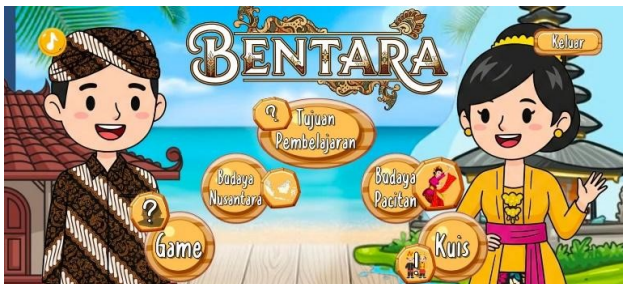 BENTARA
Keluar
?
Tujuan
Pembelajaran
Budaya
Nusantara
Budaya
Pacitan
?
Game
Kuis